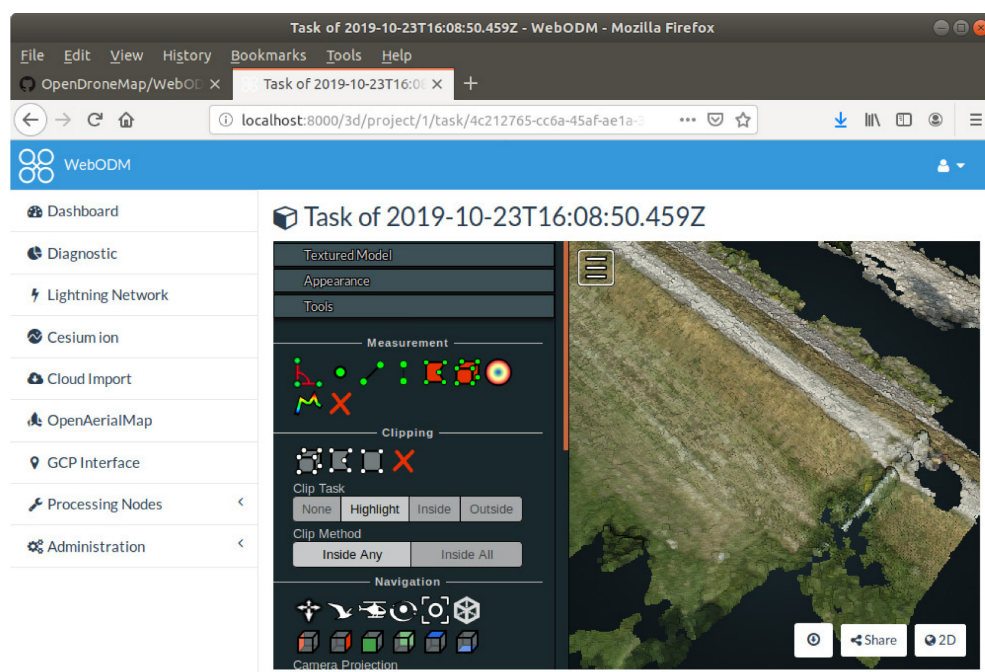 Task of 2019-10-23T16:08:50.459Z - WebODM - Mozilla Firefox
File Edit View History Bookmarks Tools Help
OpenDroneMap/WebOD
Task of 2019-10-23T16:08
localhost:8000/3d/project/1/task/4c212765-cc6a-45af-ae1a-3
WebODM
Dashboard
Diagnostic
Lightning Network
Cesium ion
Cloud Import
OpenAerialMap
GCP Interface
Processing Nodes
Administration
Task of 2019-10-23T16:08:50.459Z
Textured Model
Appearance
Tools
Measurement
Clipping
Clip Task
None Highlight Inside Outside
Clip Method
Inside Any Inside All
Navigation
Camera Projection
Share 2D